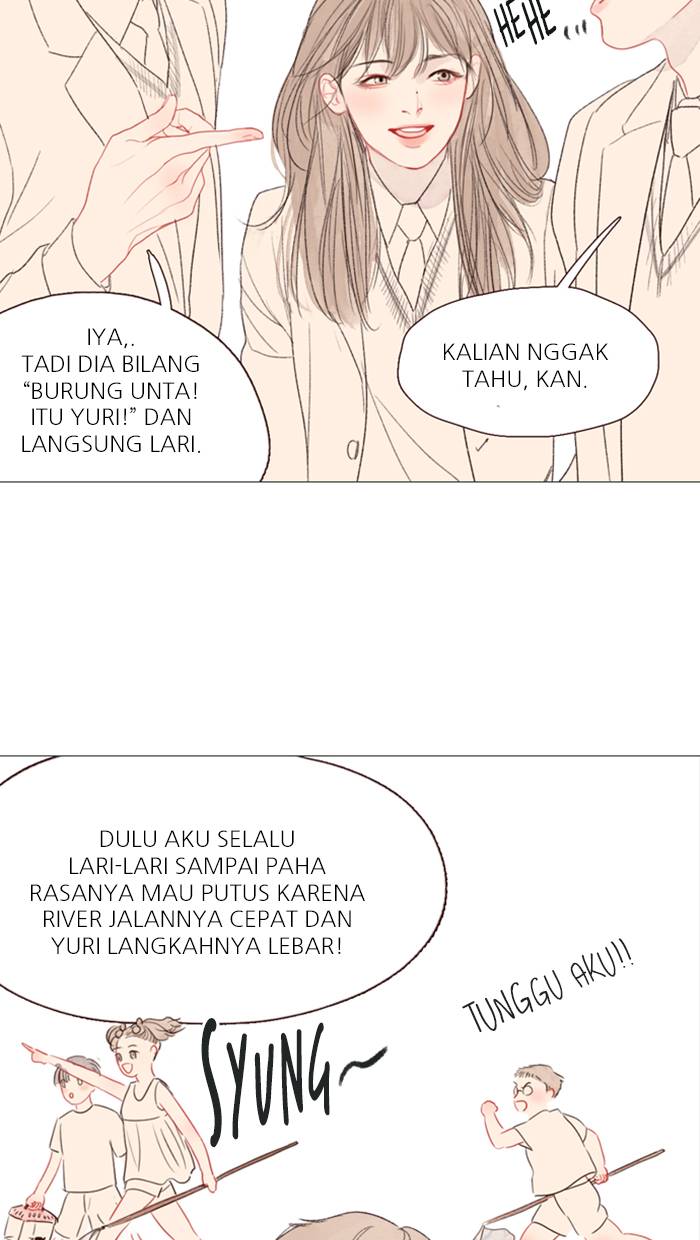 HEHE...
IYA,.
TADI DIA BILANG
“BURUNG UNTA!
ITU YURI!” DAN
LANGSUNG LARI.
KALIAN NGGAK
TAHU, KAN.
DULU AKU SELALU
LARI-LARI SAMPAI PAHA
RASANYA MAU PUTUS KARENA
RIVER JALANNYA CEPAT DAN
YURI LANGKAHNYA LEBAR!
TUNGGU AKU!!
SYUNG~